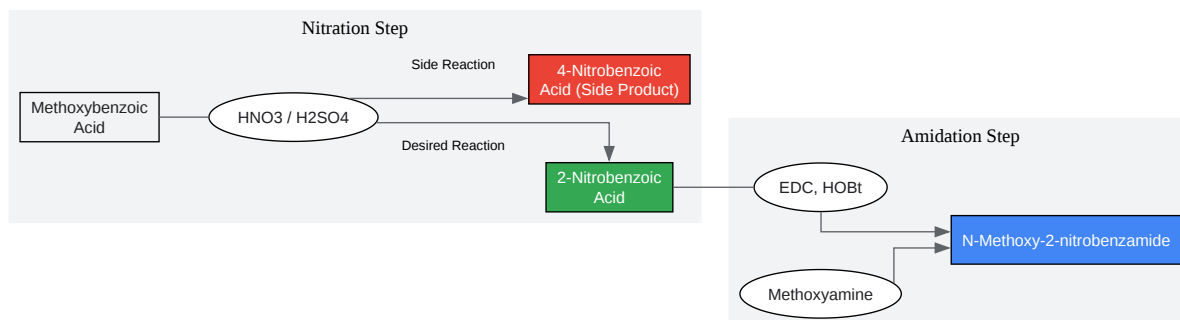 Nitration Step
Side Reaction
4-Nitrobenzoic
Acid (Side Product)
Methoxybenzoic
Acid
HNO3 / H2SO4
Desired Reaction
2-Nitrobenzoic
Acid
Amidation Step
EDC, HOBt
N-Methoxy-2-nitrobenzamide
Methoxyamine